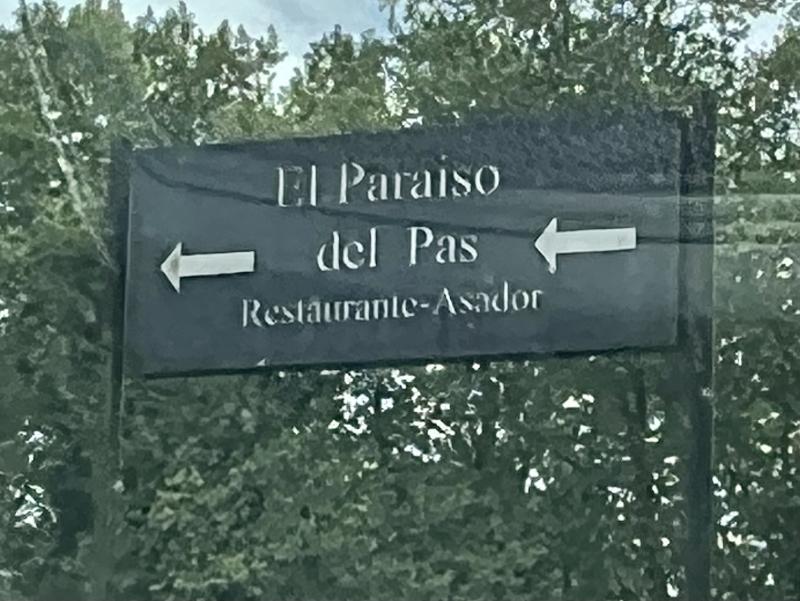 El Paraiso
del Pas
Restaurante-Asador